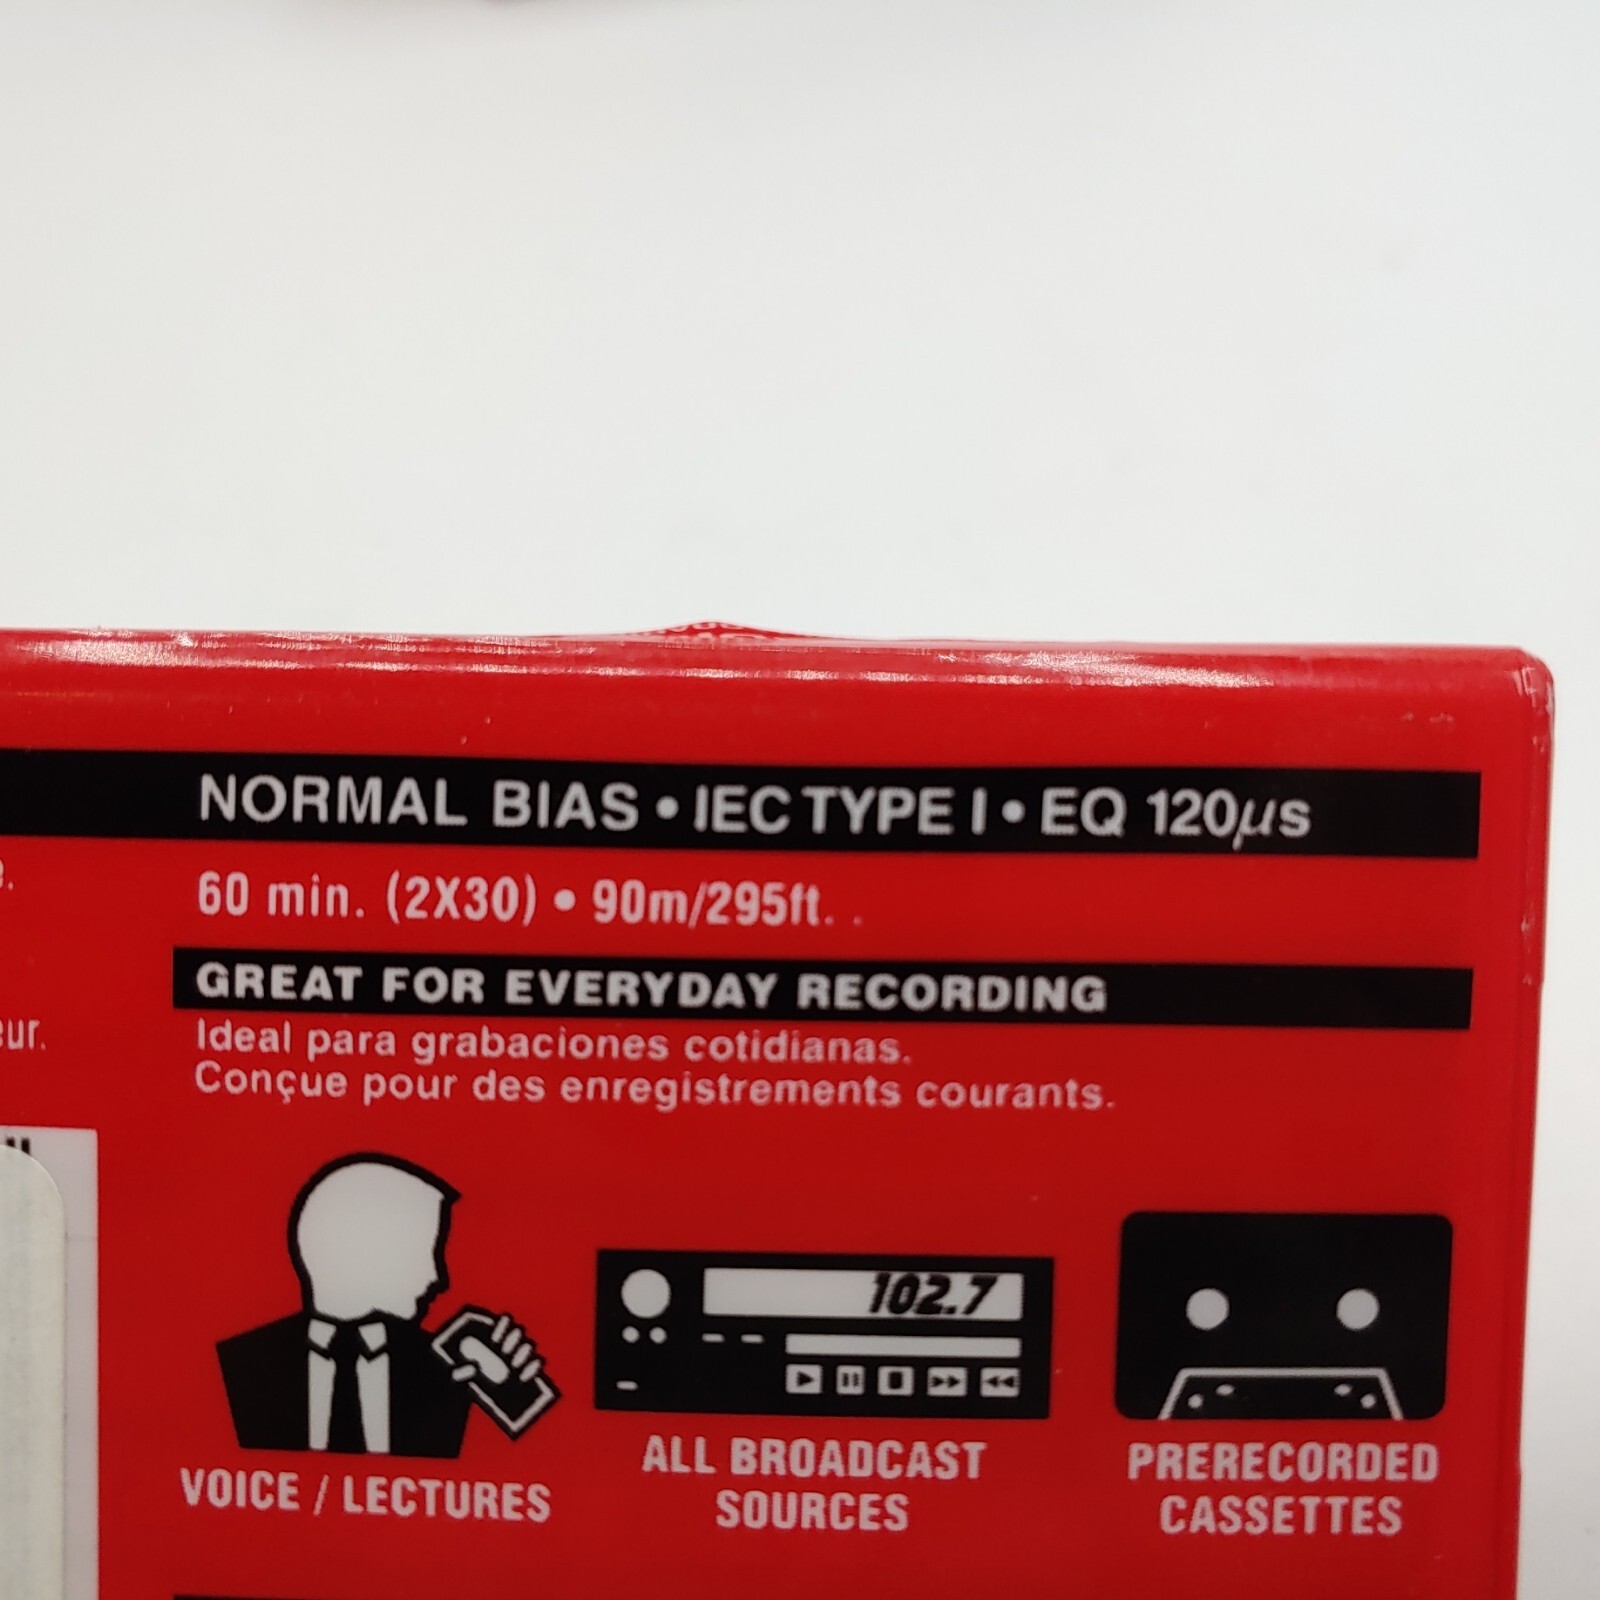 NORMAL BIAS • IEC TYPE I • EQ 120µs
60 min. (2X30) • 90m/295ft. .
GREAT FOR EVERYDAY RECORDING
Ideal para grabaciones cotidianas.
Conçue pour des enregistrements courants.
102.7
VOICE / LECTURES
ALL BROADCAST
SOURCES
PRERECORDED
CASSETTES